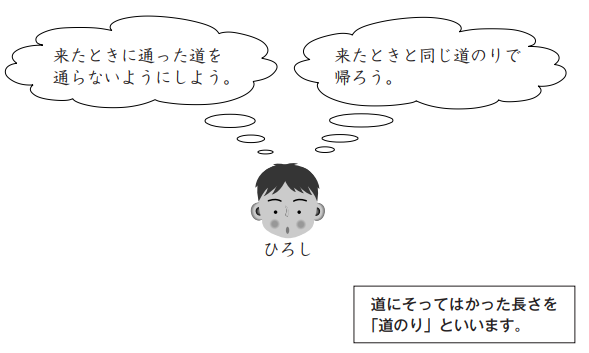 来たときに通った道を
通らないようにしよう。
来たときと同じ道のりで
帰ろう。
ひろし
道にそってはかった長さを
「道のり」といいます。